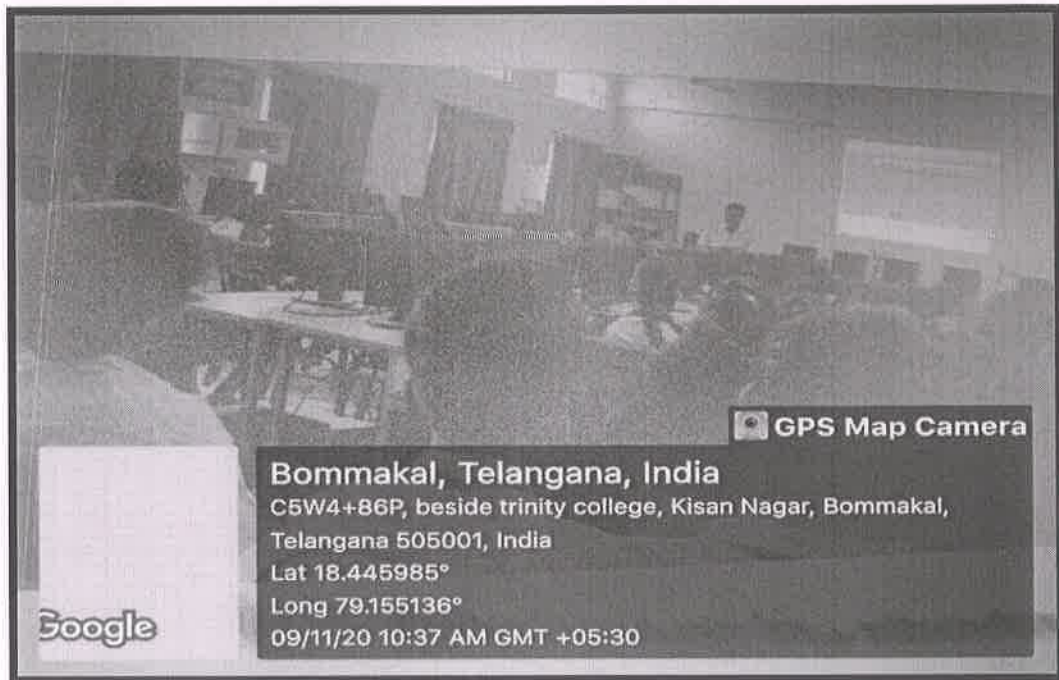 GPS Map Camera
Bommakal, Telangana, India
C5W4+86P, beside trinity college, Kisan Nagar, Bommakal,
Telangana 505001, India
Lat 18.445985°
Long 79.155136°
09/11/20 10:37 AM GMT +05:30
Google